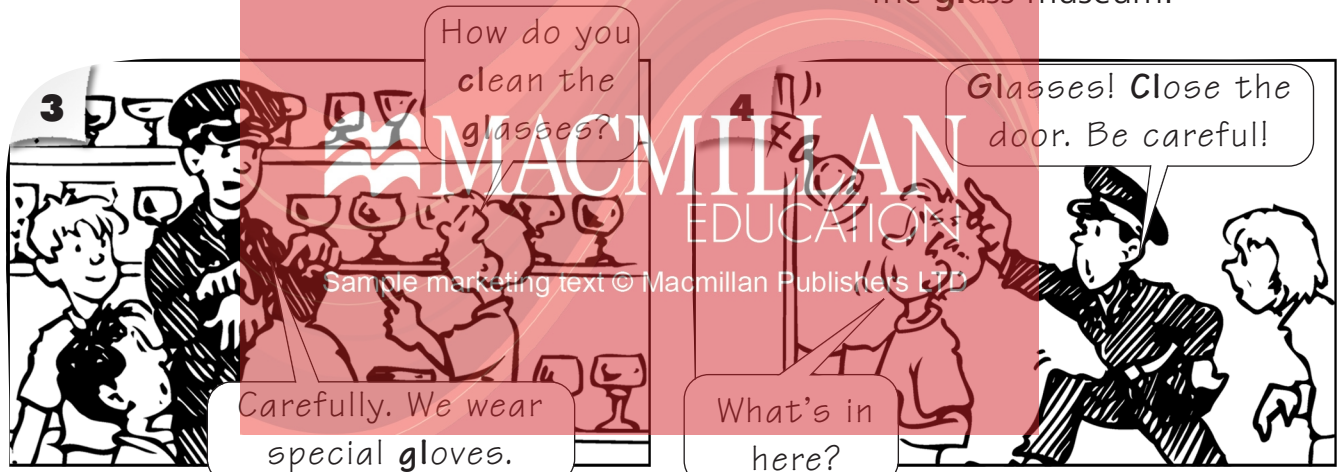 the glass museum.
3
How do you
clean the
glasses?
Carefully. We wear
special gloves.
4
Glasses! Close the
door. Be careful!
What's in
here?
MACMILLAN
EDUCATION
Sample marketing text © Macmillan Publishers LTD